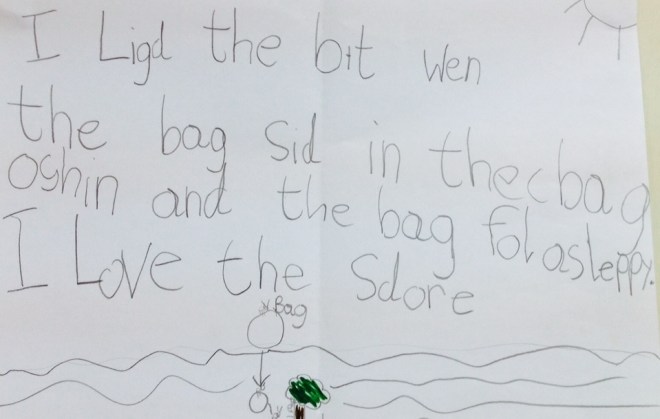 I Ligd the bit wen
the bag Sid in the bag
oshin and the bag fol asleppy.
I Love the Sdore
Bag